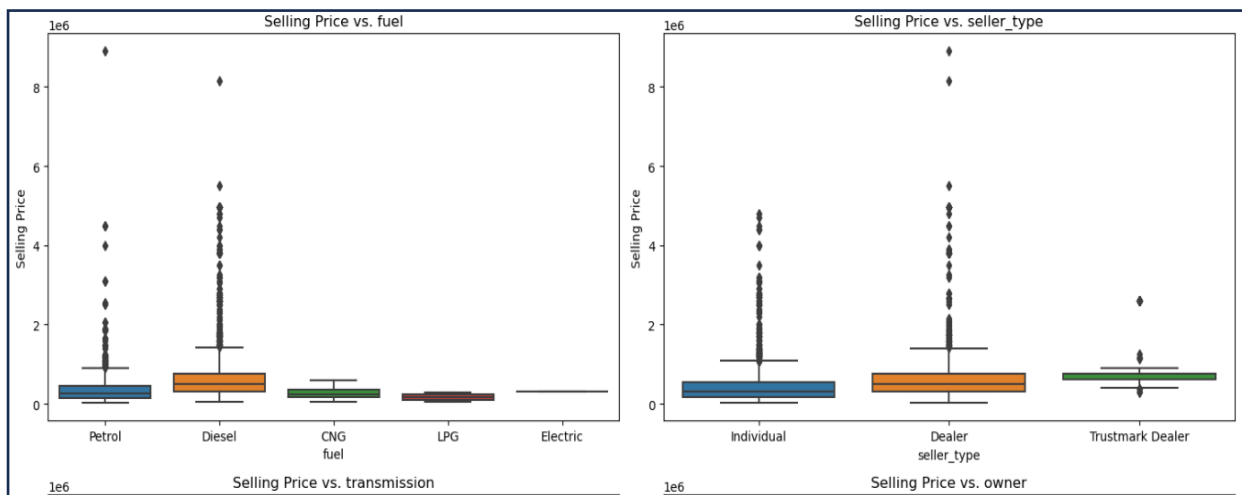 Selling Price vs. fuel
1e6
8
6
4
2
0
Selling Price
Petrol Diesel CNG LPG Electric
fuel
Selling Price vs. seller_type
1e6
8
6
4
2
0
Selling Price
Individual Dealer Trustmark Dealer
seller_type
1e6
Selling Price vs. transmission
1e6
Selling Price vs. owner